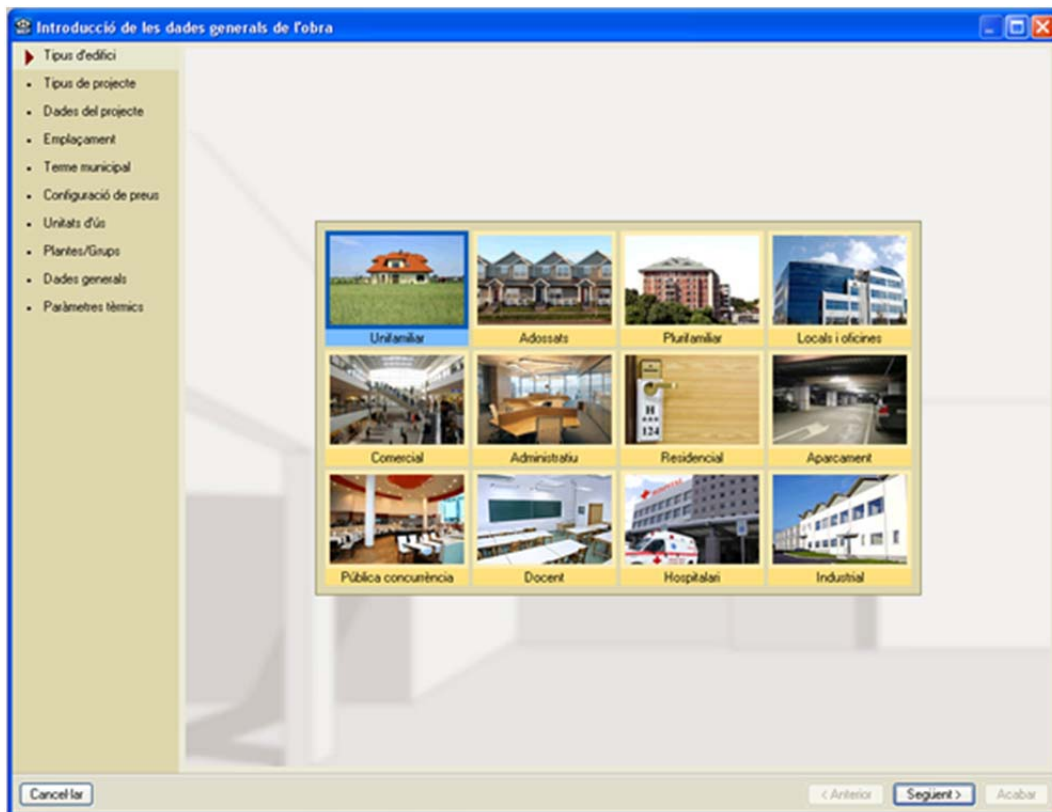 Introducció de les dades generals de l'obra
Tipus d'edifici
Tipus de projecte
Dades del projecte
Emplaçament
Terme municipal
Configuració de preus
Unitats d'ús
Plantes/Grups
Dades generals
Paràmetres tèrmics
Unifamiliar
Adossats
Plurifamiliar
Locals i oficines
H
124
Comercial
Administratiu
Residencial
Aparcament
HOSPITAL
Pública concurrència
Docent
Hospitalari
Industrial
Cancel·lar
< Anterior
Següent >
Acabar